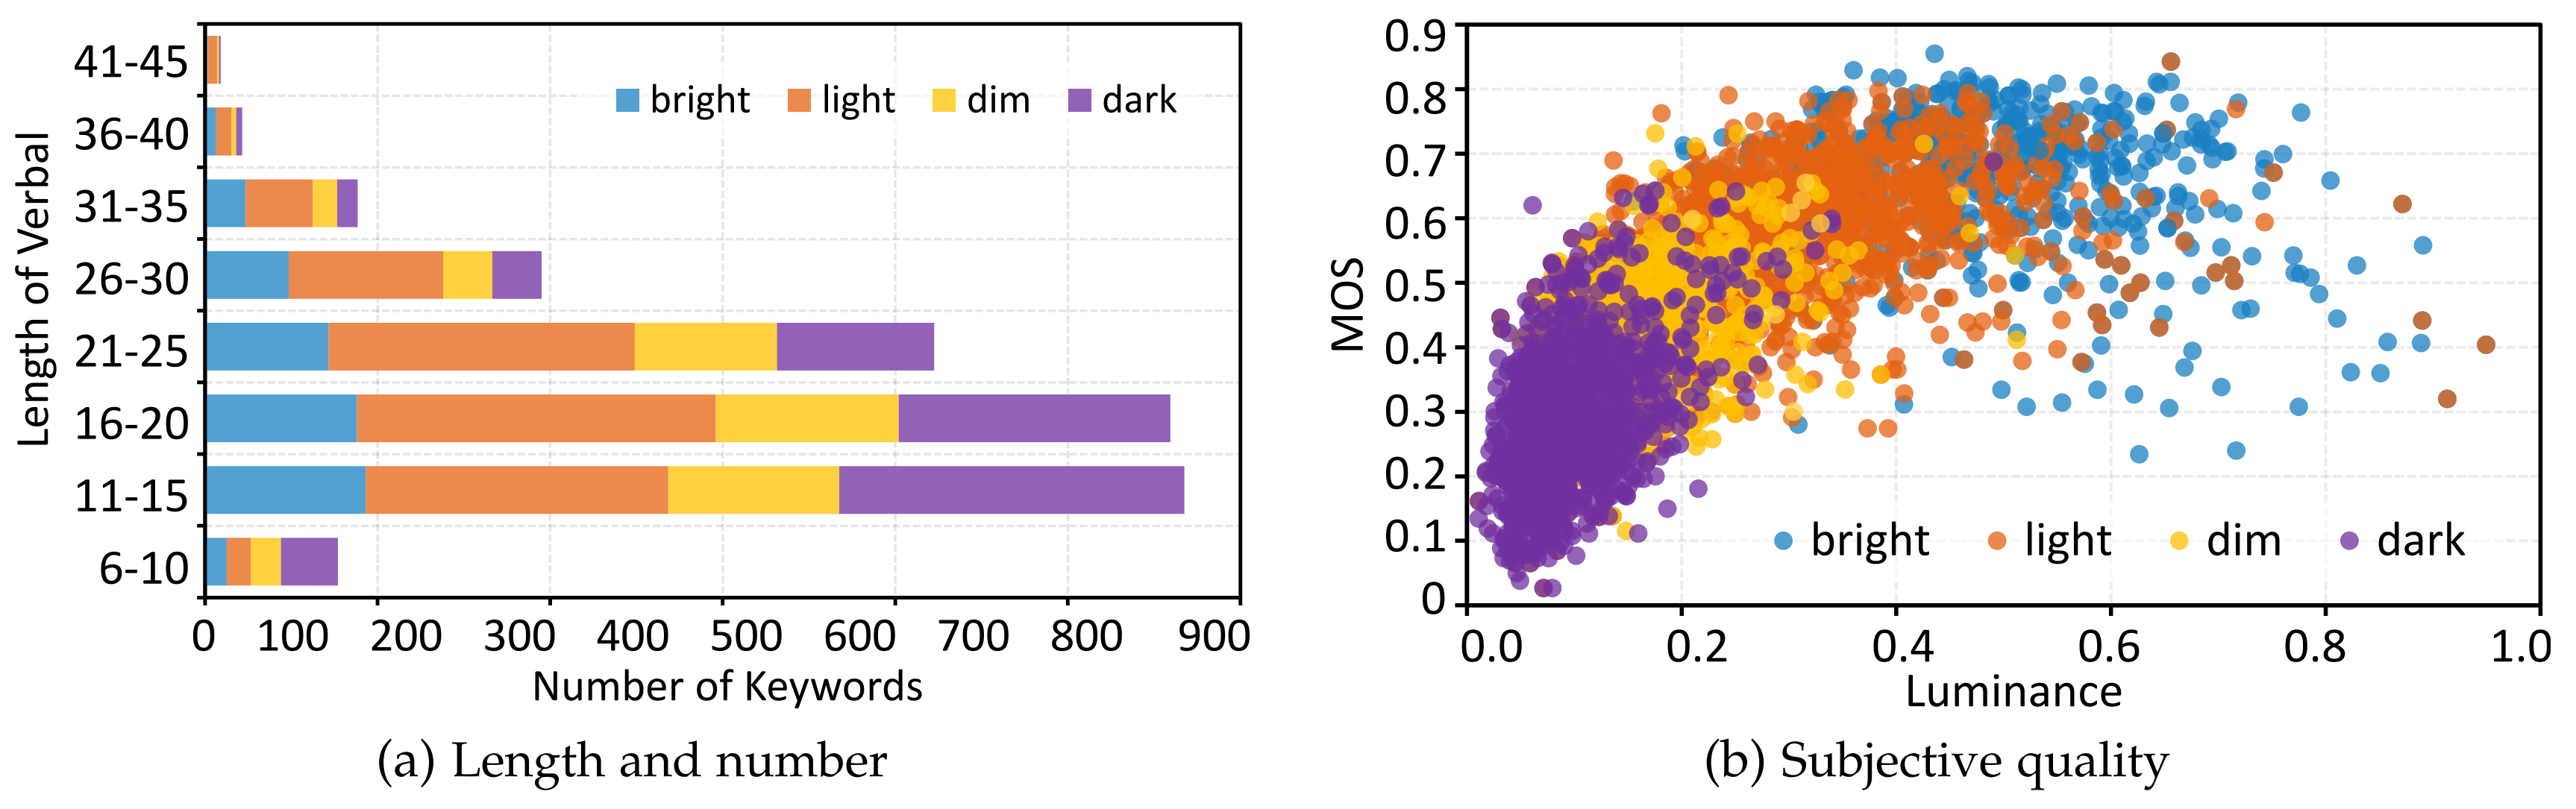 Length of Verbal
41-45
36-40
31-35
26-30
21-25
16-20
11-15
6-10
bright light dim dark
0 100 200 300 400 500 600 700 800 900
Number of Keywords
(a) Length and number
MOS
0.9
0.8
0.7
0.6
0.5
0.4
0.3
0.2
0.1
0
bright light dim dark
0.0 0.2 0.4 0.6 0.8 1.0
Luminance
(b) Subjective quality